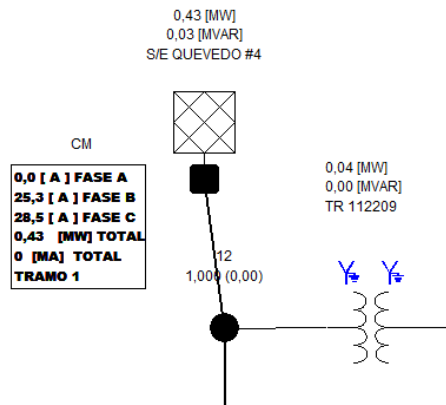 0,43 [MW]
0,03 [MVAR]
S/E QUEVEDO #4
CM
0,0 [ A ] FASE A
25,3 [ A ] FASE B
28,5 [ A ] FASE C
0,43 [MW] TOTAL
0 [MA] TOTAL
TRAMO 1
0,04 [MW]
0,00 [MVAR]
TR 112209
12
1,000 (0,00)